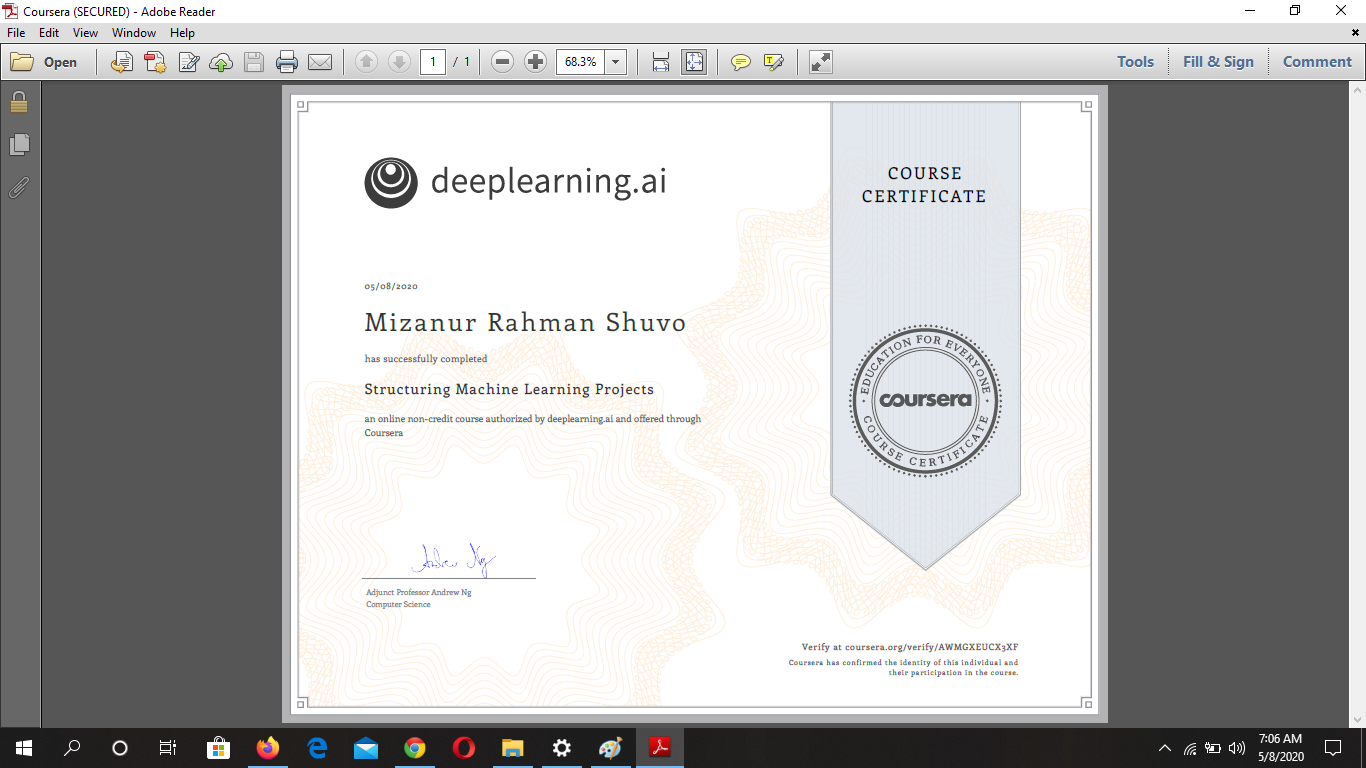 Coursera (SECURED) - Adobe Reader
File Edit View Window Help
Open 1 / 1 68.3% Tools Fill & Sign Comment
deeplearning.ai
COURSE
CERTIFICATE
05/08/2020
Mizanur Rahman Shuvo
has successfully completed
Structuring Machine Learning Projects
an online non-credit course authorized by deeplearning.ai and offered through
Coursera
EDUCATION FOR EVERYONE
coursera
COURSE CERTIFICATE
Andrew Ng
Adjunct Professor Andrew Ng
Computer Science
Verify at coursera.org/verify/AWMGXEUCX3XF
Coursera has confirmed the identity of this individual and
their participation in the course.
7:06 AM
5/8/2020